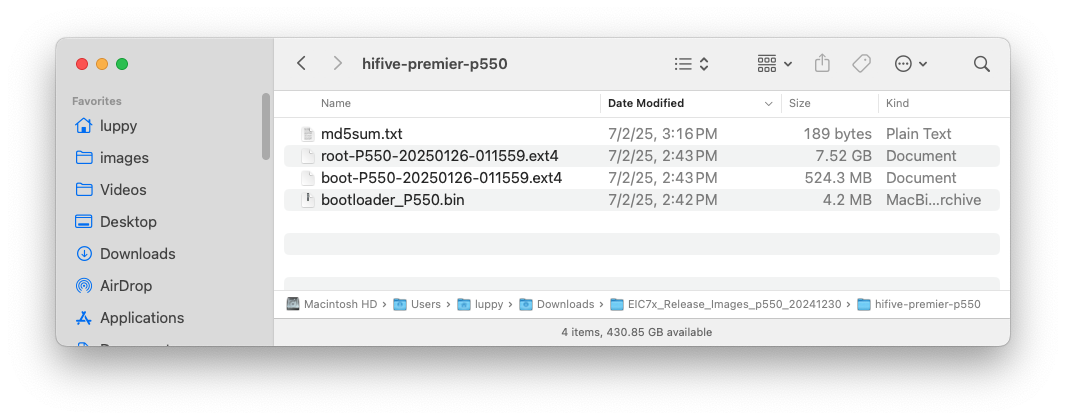 hifive-premier-p550
Favorites
luppy
images
Videos
Desktop
Downloads
AirDrop
Applications
Name Date Modified Size Kind
md5sum.txt 7/2/25, 3:16 PM 189 bytes Plain Text
root-P550-20250126-011559.ext4 7/2/25, 2:43 PM 7.52 GB Document
boot-P550-20250126-011559.ext4 7/2/25, 2:43 PM 524.3 MB Document
bootloader_P550.bin 7/2/25, 2:42 PM 4.2 MB MacBi...rchive
Macintosh HD › Users › luppy › Downloads › EIC7x_Release_Images_p550_20241230 › hifive-premier-p550
4 items, 430.85 GB available